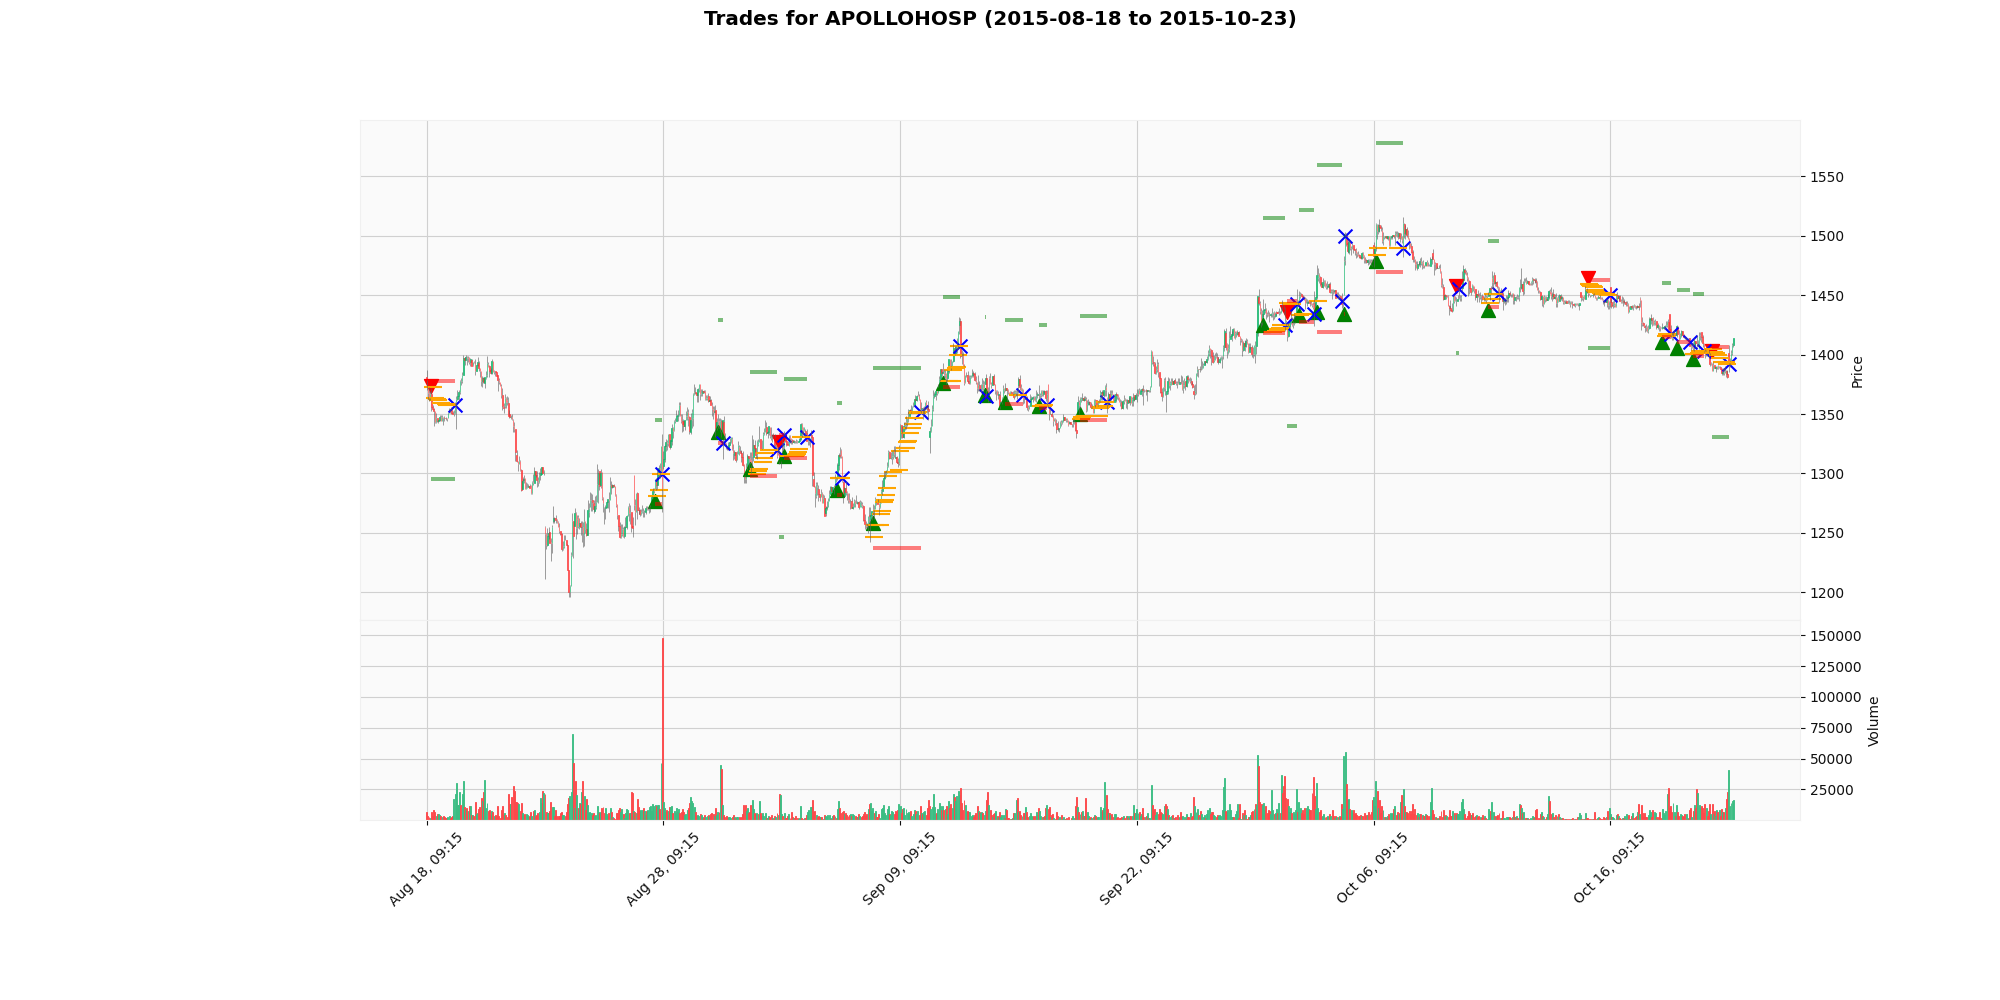 Trades for APOLLOHOSP (2015-08-18 to 2015-10-23)
1550
1500
1450
1400
1350
1300
1250
1200
Price
150000
125000
100000
75000
50000
25000
Volume
Aug 18, 09:15
Aug 28, 09:15
Sep 09, 09:15
Sep 22, 09:15
Oct 06, 09:15
Oct 16, 09:15